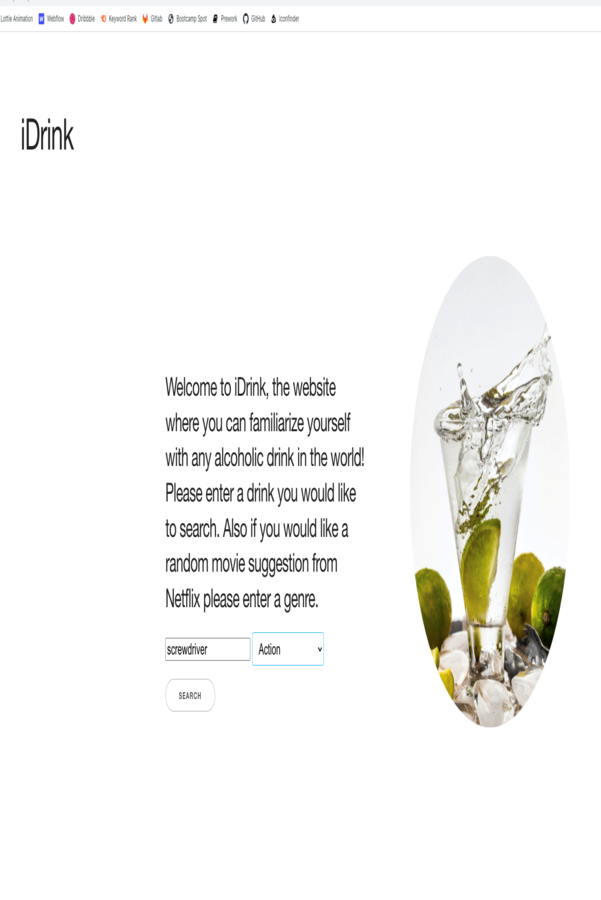 Lottie Animation Webflow Dribbble Keyword Rank Gitlab Bootcamp Spot Prework GitHub Iconfinder
iDrink
Welcome to iDrink, the website
where you can familiarize yourself
with any alcoholic drink in the world!
Please enter a drink you would like
to search. Also if you would like a
random movie suggestion from
Netflix please enter a genre.
screwdriver Action
SEARCH